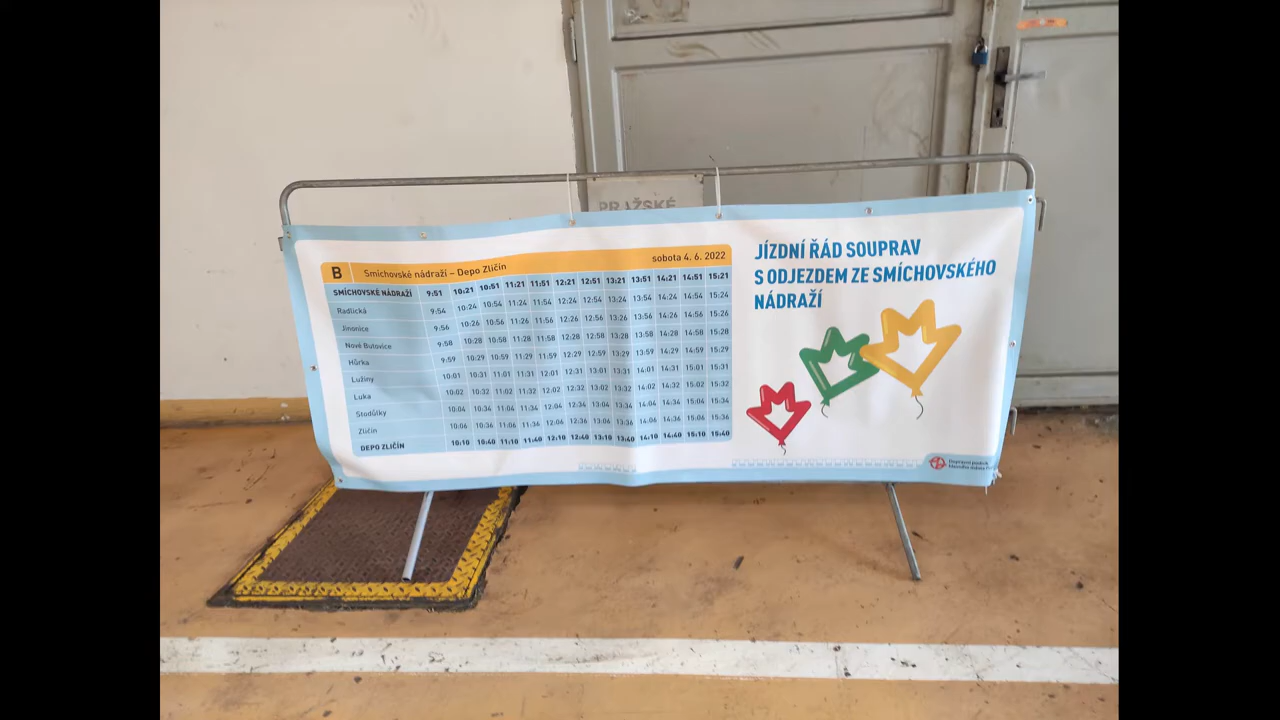 PRAŽSKÉ
B Smíchovské nádraží – Depo Zličín sobota 4. 6. 2022
SMÍCHOVSKÉ NÁDRAŽÍ 9:51 10:21 10:51 11:21 11:51 12:21 12:51 13:21 13:51 14:21 14:51 15:21
Radlická 9:54 10:24 10:54 11:24 11:54 12:24 12:54 13:24 13:54 14:24 14:54 15:24
Jinonice 9:56 10:26 10:56 11:26 11:56 12:26 12:56 13:26 13:56 14:26 14:56 15:26
Nové Butovice 9:58 10:28 10:58 11:28 11:58 12:28 12:58 13:28 13:58 14:28 14:58 15:28
Hůrka 9:59 10:29 10:59 11:29 11:59 12:29 12:59 13:29 13:59 14:29 14:59 15:29
Lužiny 10:01 10:31 11:01 11:31 12:01 12:31 13:01 13:31 14:01 14:31 15:01 15:31
Luka 10:02 10:32 11:02 11:32 12:02 12:32 13:02 13:32 14:02 14:32 15:02 15:32
Stodůlky 10:04 10:34 11:04 11:34 12:04 12:34 13:04 13:34 14:04 14:34 15:04 15:34
Zličín 10:06 10:36 11:06 11:36 12:06 12:36 13:06 13:36 14:06 14:36 15:06 15:36
DEPO ZLIČÍN 10:10 10:40 11:10 11:40 12:10 12:40 13:10 13:40 14:10 14:40 15:10 15:40
JÍZDNÍ ŘÁD SOUPRAV
S ODJEZDEM ZE SMÍCHOVSKÉHO
NÁDRAŽÍ
Dopravní podnik